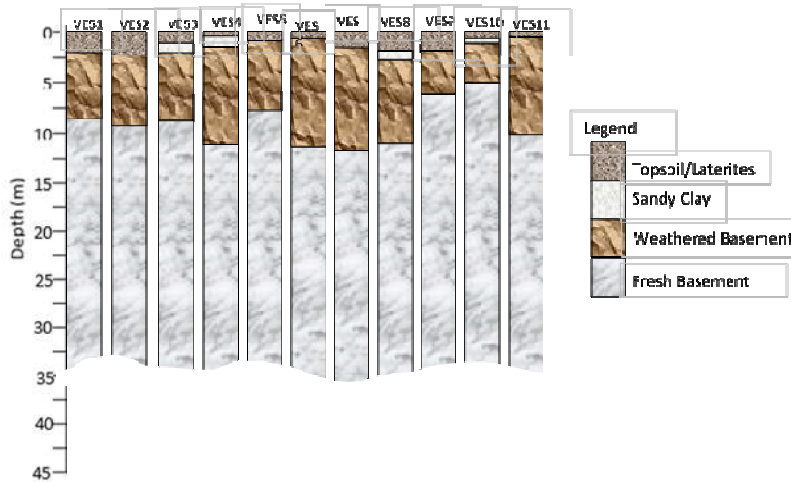 VES1 VES2 VES3 VES4 VES5 VES VES VES8 VES9 VES10 VES11
0
5
10
15
20
25
30
35
40
45
Depth (m)
Legend
Topsoil/Laterites
Sandy Clay
Weathered Basement
Fresh Basement